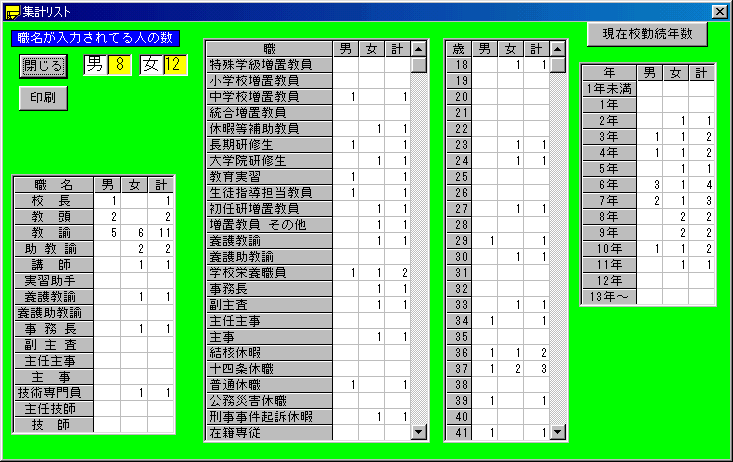 集計リスト
職名が入力されてる人の数
閉じる 男 8 女 12
印刷
職 名 男 女 計
校 長 1 1
教 頭 2 2
教 諭 5 6 11
助 教 諭 2 2
講 師 1 1
実習助手
養護教諭 1 1
養護助教諭
事 務 長 1 1
副 主 査
主任主事
主 事
技術専門員 1 1
主任技師
技 師
職 男 女 計
特殊学級増置教員
小学校増置教員
中学校増置教員 1 1
統合増置教員
休暇等補助教員 1 1
長期研修生 1 1
大学院研修生 1 1
教育実習 1 1
生徒指導担当教員 1 1
初任研増置教員 1 1
増置教員 その他 1 1
養護教諭 1 1
養護助教諭
学校栄養職員 1 1 2
事務長 1 1
副主査 1 1
主任主事
主事 1 1
結核休暇
十四条休職
普通休職 1 1
公務災害休職
刑事事件起訴休暇 1 1
在籍専従
歳 男 女 計
18 1 1
19
20
21
22
23 1 1
24 1 1
25
26
27 1 1
28
29 1 1
30 1 1
31
32
33 1 1
34 1 1
35
36 1 1 2
37 1 2 3
38
39 1 1
40
41 1 1
現在校勤続年数
年 男 女 計
1年未満
1年
2年 1 1
3年 1 1 2
4年 1 1 2
5年 1 1
6年 3 1 4
7年 2 1 3
8年 2 2
9年 2 2
10年 1 1 2
11年 1 1
12年
13年～